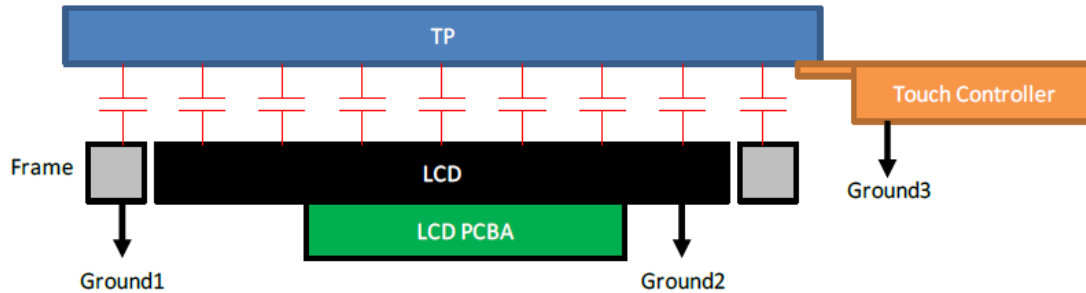 TP
Touch Controller
Frame
LCD
Ground3
LCD PCBA
Ground1
Ground2